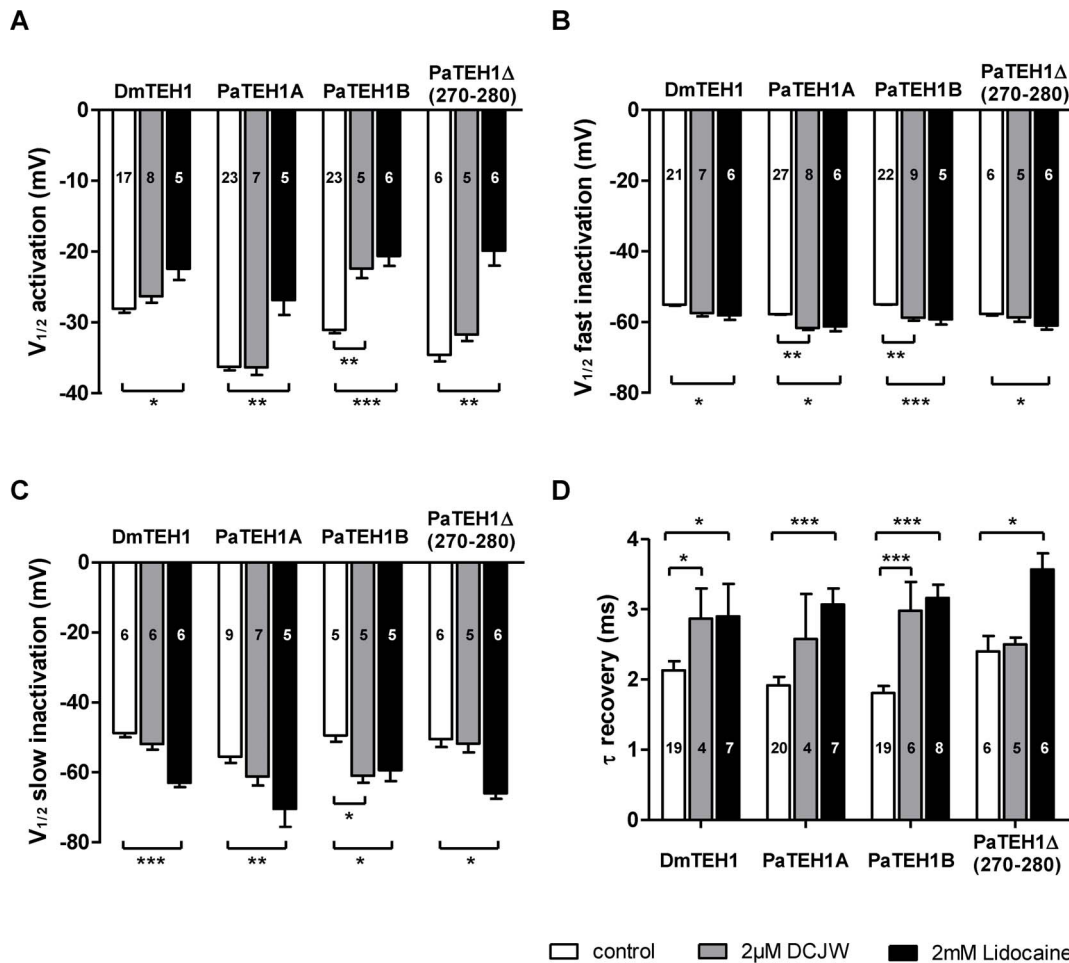 A
DmTEH1 PaTEH1A PaTEH1B PaTEH1Δ
(270-280)
V1/2 activation (mV)
0
-10
-20
-30
-40
17 8 5 23 7 5 23 5 6 6 5 6
**
* ** *** **
B
DmTEH1 PaTEH1A PaTEH1B PaTEH1Δ
(270-280)
V1/2 fast inactivation (mV)
0
-20
-40
-60
-80
21 7 6 27 8 6 22 9 5 6 5 6
** **
* * *** *
C
DmTEH1 PaTEH1A PaTEH1B PaTEH1Δ
(270-280)
V1/2 slow inactivation (mV)
0
-20
-40
-60
-80
6 6 6 9 7 5 5 5 5 6 5 6
*
*** ** * *
D
* *** *** *
* ***
τ recovery (ms)
4
3
2
1
0
19 4 7 20 4 7 19 6 8 6 5 6
DmTEH1 PaTEH1A PaTEH1B PaTEH1Δ
(270-280)
control 2µM DCJW 2mM Lidocaine